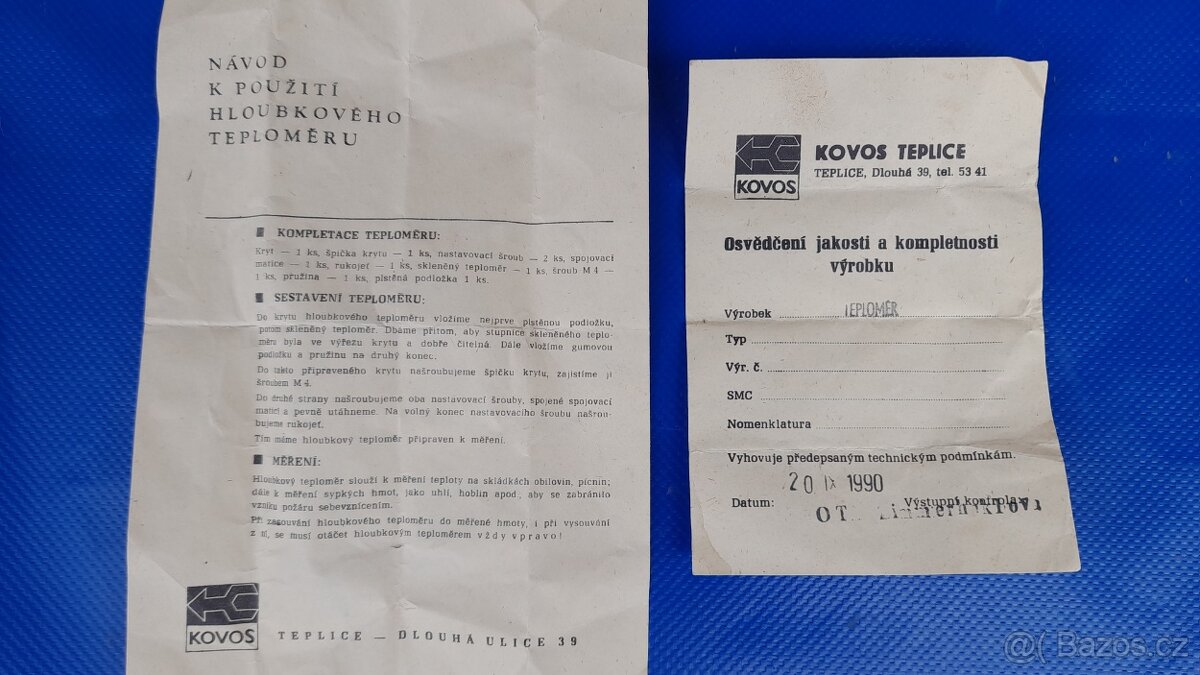 NÁVOD
K POUŽITÍ
HLOUBKOVÉHO
TEPLOMĚRU
KOMPLETACE TEPLOMĚRU:
Kryt — 1 ks, špička krytu — 1 ks, nastavovací šroub — 2 ks, spojovací
matice — 1 ks, rukojeť — 1 ks, skleněný teploměr — 1 ks, šroub M 4 —
1 ks, pružina — 1 ks, plstěná podložka 1 ks.
SESTAVENÍ TEPLOMĚRU:
Do krytu hloubkového teploměru vložíme nejprve plstěnou podložku,
potom skleněný teploměr. Dbáme přitom, aby stupnice skleněného teplo-
měru byla ve výřezu krytu a dobře čitelná. Dále vložíme gumovou
podložku a pružinu na druhý konec.
Do takto připraveného krytu našroubujeme špičku krytu, zajistíme ji
šroubem M 4.
Do druhé strany našroubujeme oba nastavovací šrouby, spojené spojovací
maticí a pevně utáhneme. Na volný konec nastavovacího šroubu našrou-
bujeme rukojeť.
Tím máme hloubkový teploměr připraven k měření.
MĚŘENÍ:
Hloubkový teploměr slouží k měření teploty na skládkách obilovin, pícnin;
dále k měření sypkých hmot, jako uhlí, hoblin apod., aby se zabránilo
vzniku požáru sebevznícením.
Při zasouvání hloubkového teploměru do měřené hmoty, i při vysouvání
z ní, se musí otáčet hloubkovým teploměrem vždy vpravo!
KOVOS
TEPLICE — DLOUHÁ ULICE 39
KOVOS
KOVOS TEPLICE
TEPLICE, Dlouhá 39, tel. 53 41
Osvědčení jakosti a kompletnosti
výrobku
Výrobek TEPLOMĚR
Typ
Výr. č.
SMC
Nomenklatura
Vyhovuje předepsaným technickým podmínkám.
20 IX 1990
Datum: Výstupní kontrola:
Bazos.cz